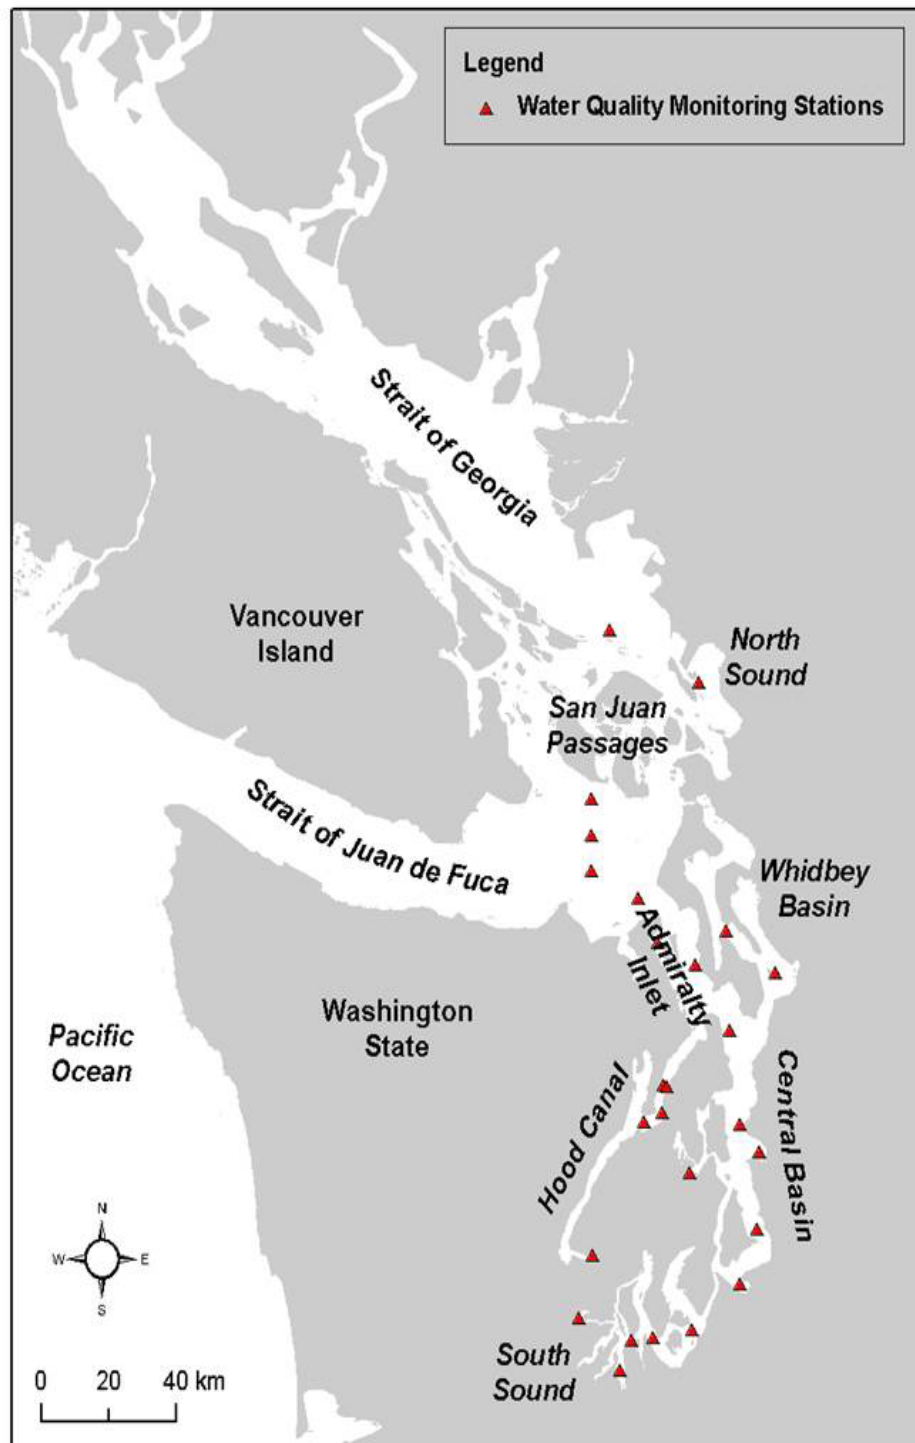 Legend
Water Quality Monitoring Stations
Strait of Georgia
Vancouver
Island
North
Sound
San Juan
Passages
Strait of Juan de Fuca
Whidbey
Basin
Admiralty
Inlet
Washington
State
Pacific
Ocean
Hood Canal
Central Basin
N
W E
S
South
Sound
0 20 40 km